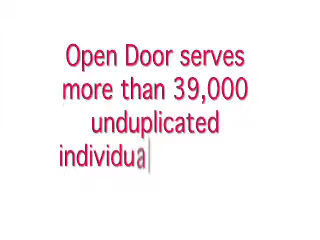 Open Door serves
more than 39,000
unduplicated
individua